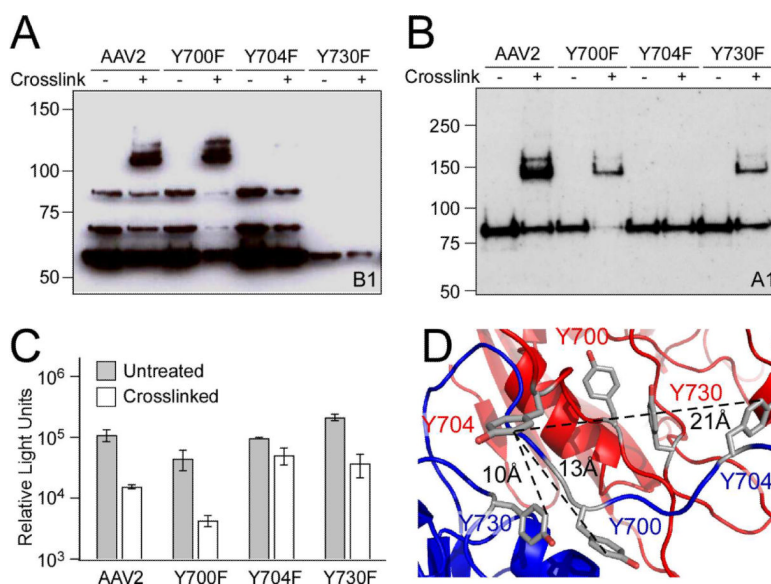 A
AAV2 Y700F Y704F Y730F
Crosslink - + - + - + - +
150
100
75
50
B1
B
AAV2 Y700F Y704F Y730F
Crosslink - + - + - + - +
250
150
100
75
50
A1
C
Relative Light Units
10⁶
10⁵
10⁴
10³
Untreated
Crosslinked
AAV2 Y700F Y704F Y730F
D
Y700
Y730
Y704
21Å
10Å
13Å
Y704
Y730
Y700